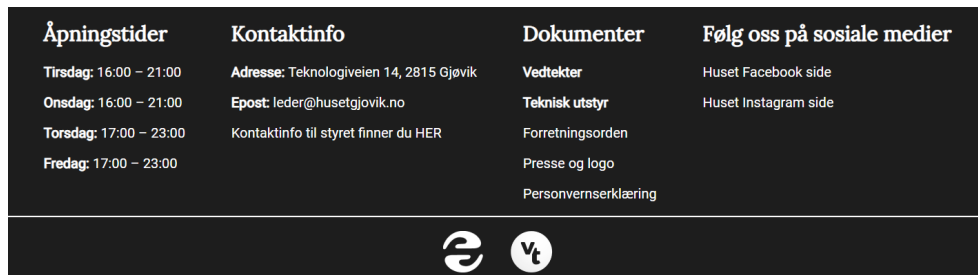 Åpningstider
Tirsdag: 16:00 – 21:00
Onsdag: 16:00 – 21:00
Torsdag: 17:00 – 23:00
Fredag: 17:00 – 23:00
Kontaktinfo
Adresse: Teknologiveien 14, 2815 Gjøvik
Epost: leder@husetgjovik.no
Kontaktinfo til styret finner du HER
Dokumenter
Vedtekter
Teknisk utstyr
Forretningsorden
Presse og logo
Personvernserklæring
Følg oss på sosiale medier
Huset Facebook side
Huset Instagram side
vt